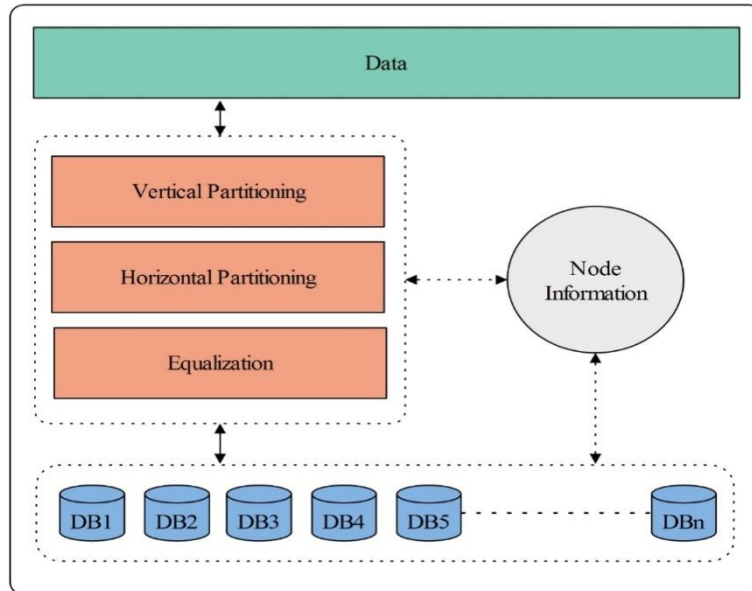 Data
Vertical Partitioning
Horizontal Partitioning
Node
Information
Equalization
DB1 DB2 DB3 DB4 DB5 DBn